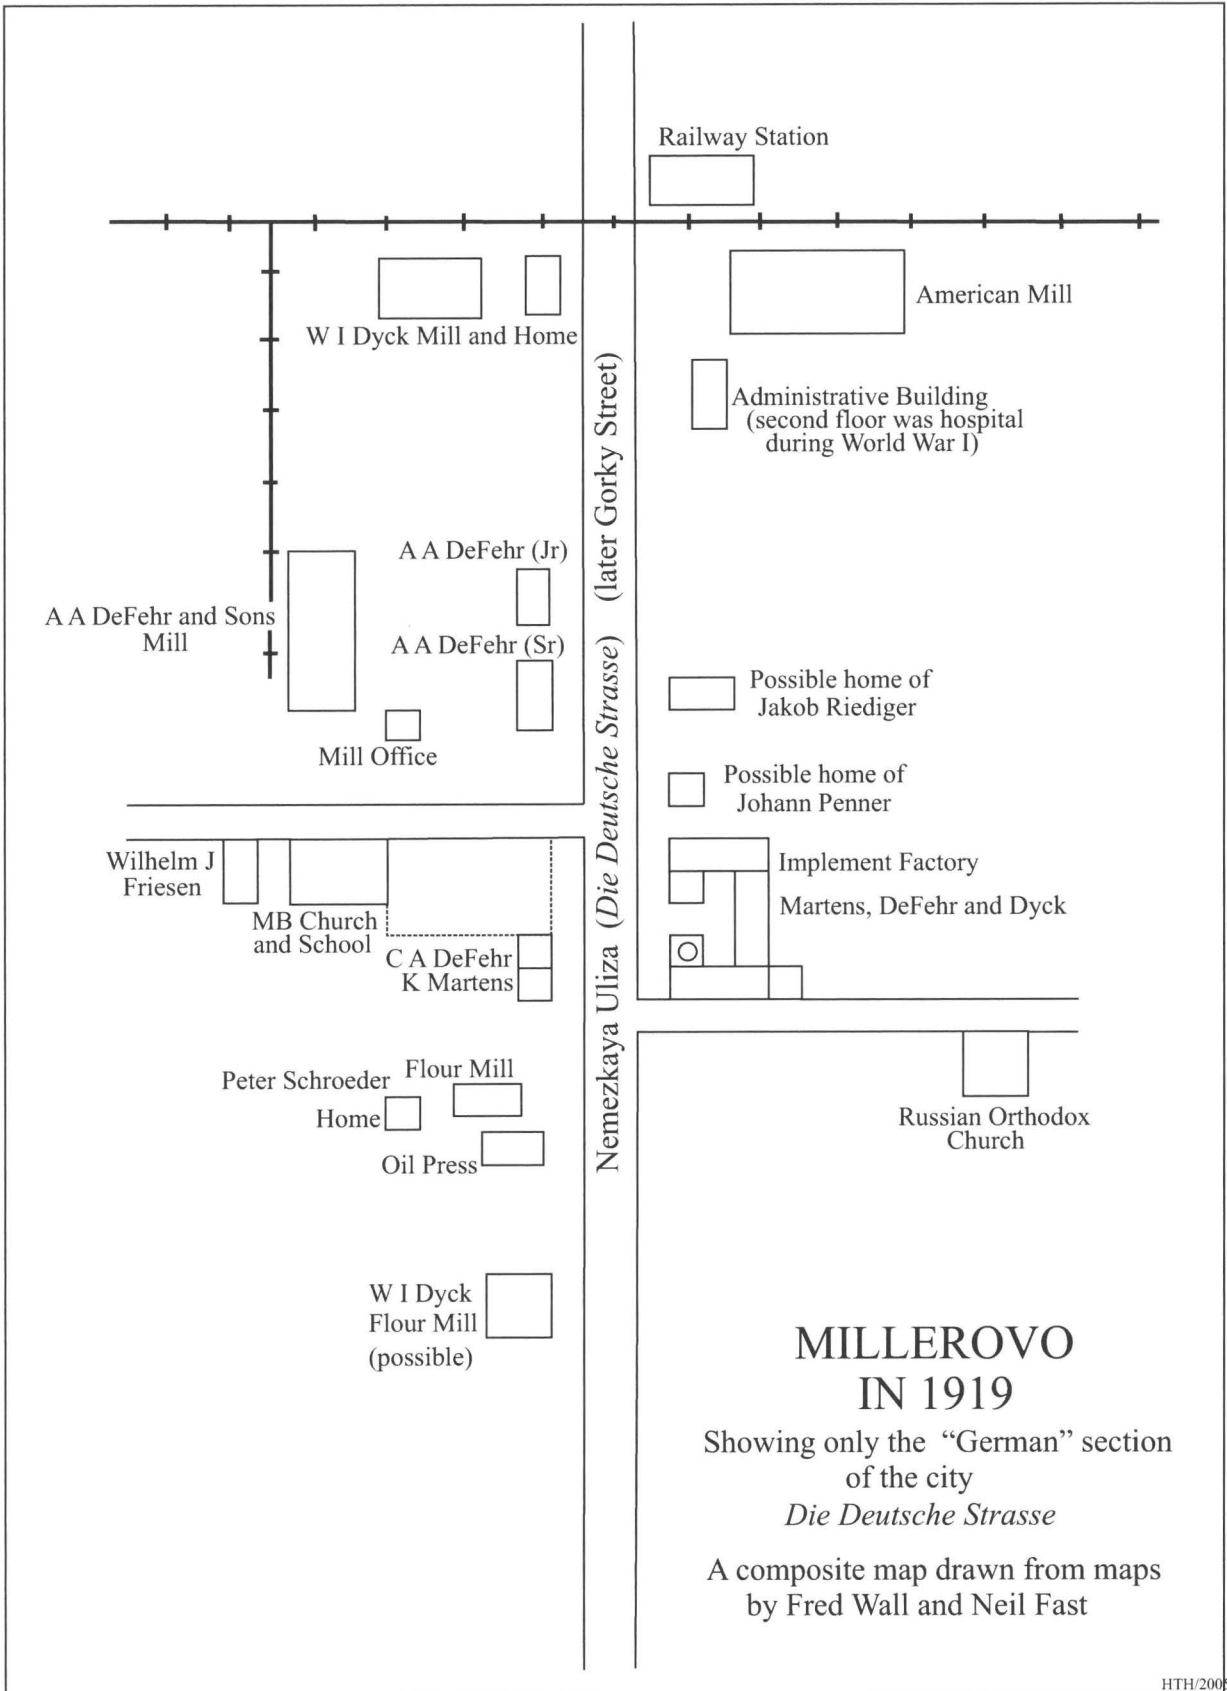 Railway Station
American Mill
W I Dyck Mill and Home
Administrative Building
(second floor was hospital
during World War I)
A A DeFehr (Jr)
A A DeFehr and Sons
Mill
A A DeFehr (Sr)
Mill Office
Possible home of
Jakob Riediger
Possible home of
Johann Penner
Nemezkaya Uliza (Die Deutsche Strasse) (later Gorky Street)
Wilhelm J
Friesen
MB Church
and School
C A DeFehr
K Martens
Implement Factory
Martens, DeFehr and Dyck
Peter Schroeder
Home
Flour Mill
Oil Press
Russian Orthodox
Church
W I Dyck
Flour Mill
(possible)
MILLEROVO
IN 1919
Showing only the “German” section
of the city
Die Deutsche Strasse
A composite map drawn from maps
by Fred Wall and Neil Fast